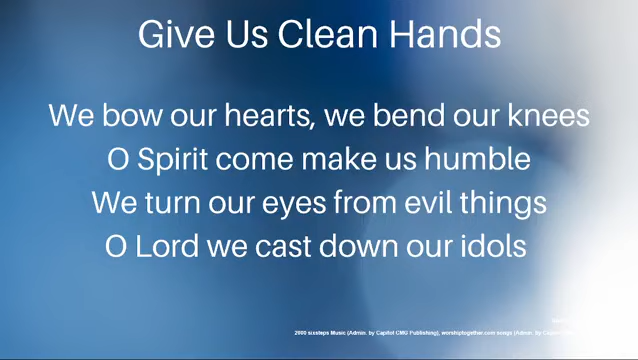 Give Us Clean Hands
We bow our hearts, we bend our knees
O Spirit come make us humble
We turn our eyes from evil things
O Lord we cast down our idols
2000 sixsteps Music (Admin. by Capitol CMG Publishing), worshiptogether.com songs (Admin. By